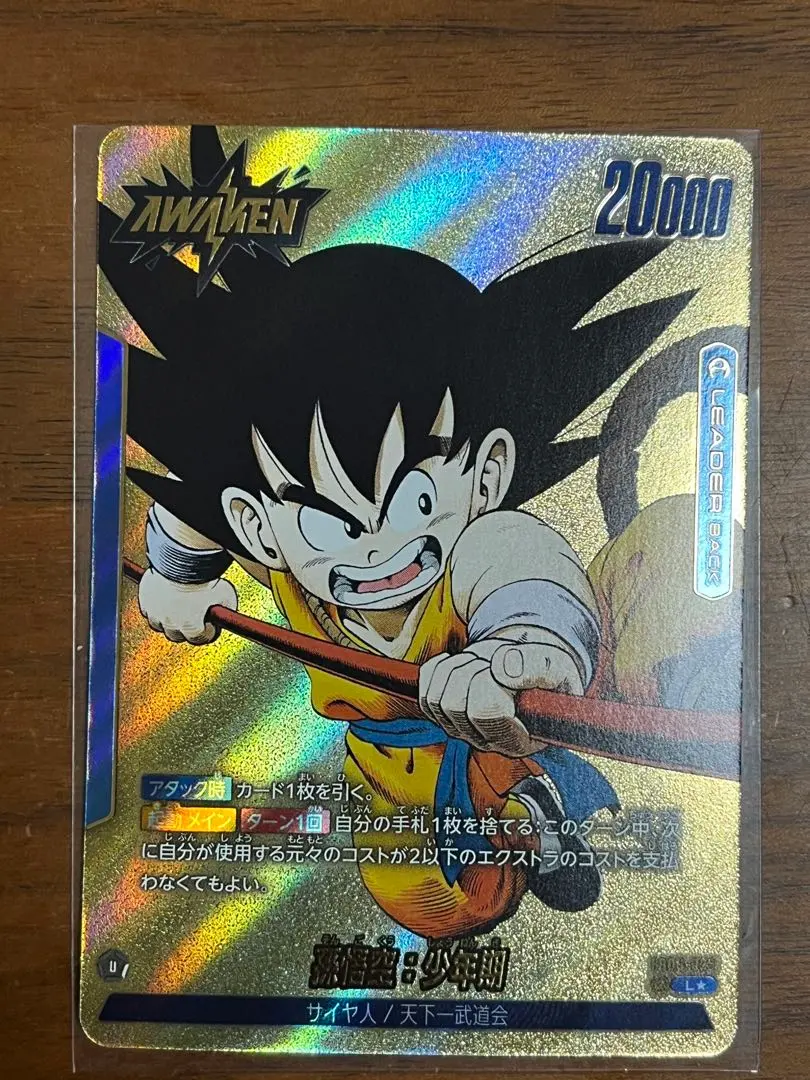 AWAKEN
20000
LEADER BACK
アタック時 カード1枚を引く。
起動メイン ターン1回 自分の手札1枚を捨てる:このターン中、次
に自分が使用する元々のコストが2以下のエクストラのコストを支払
わなくてもよい。
孫悟空:少年期
U
L★
サイヤ人 / 天下一武道会